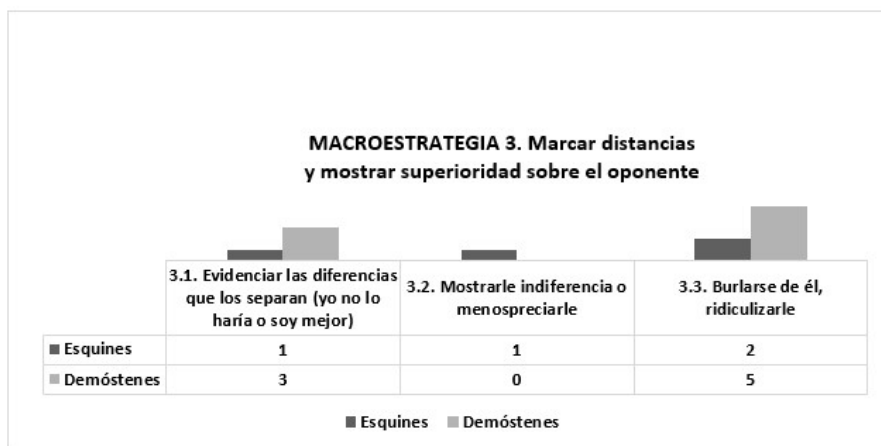 MACROESTRATEGIA 3. Marcar distancias
y mostrar superioridad sobre el oponente
3.1. Evidenciar las diferencias
que los separan (yo no lo
haría o soy mejor)
3.2. Mostrarle indiferencia o
menospreciarle
3.3. Burlarse de él,
ridiculizarle
Esquines 1 1 2
Demóstenes 3 0 5
Esquines Demóstenes